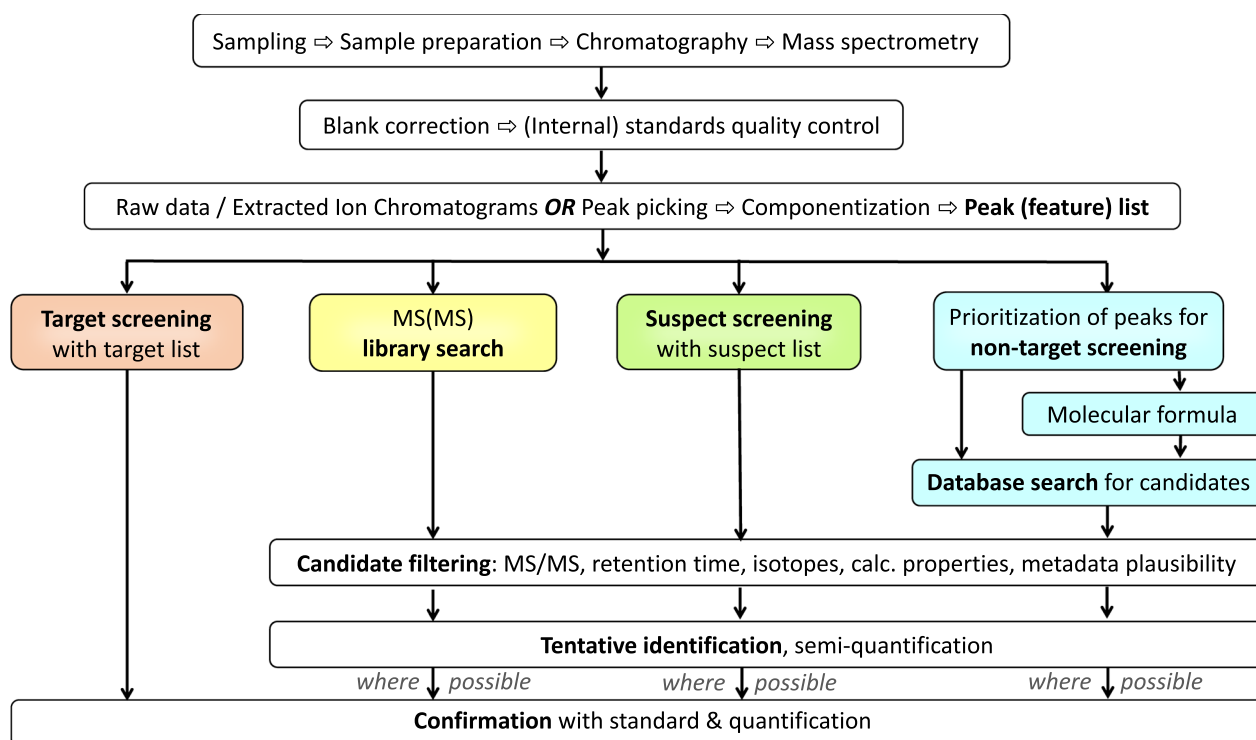 Sampling ⇨ Sample preparation ⇨ Chromatography ⇨ Mass spectrometry
Blank correction ⇨ (Internal) standards quality control
Raw data / Extracted Ion Chromatograms OR Peak picking ⇨ Componentization ⇨ Peak (feature) list
Target screening
with target list
MS(MS)
library search
Suspect screening
with suspect list
Prioritization of peaks for
non-target screening
Molecular formula
Database search for candidates
Candidate filtering: MS/MS, retention time, isotopes, calc. properties, metadata plausibility
Tentative identification, semi-quantification
where possible
where possible
where possible
Confirmation with standard & quantification